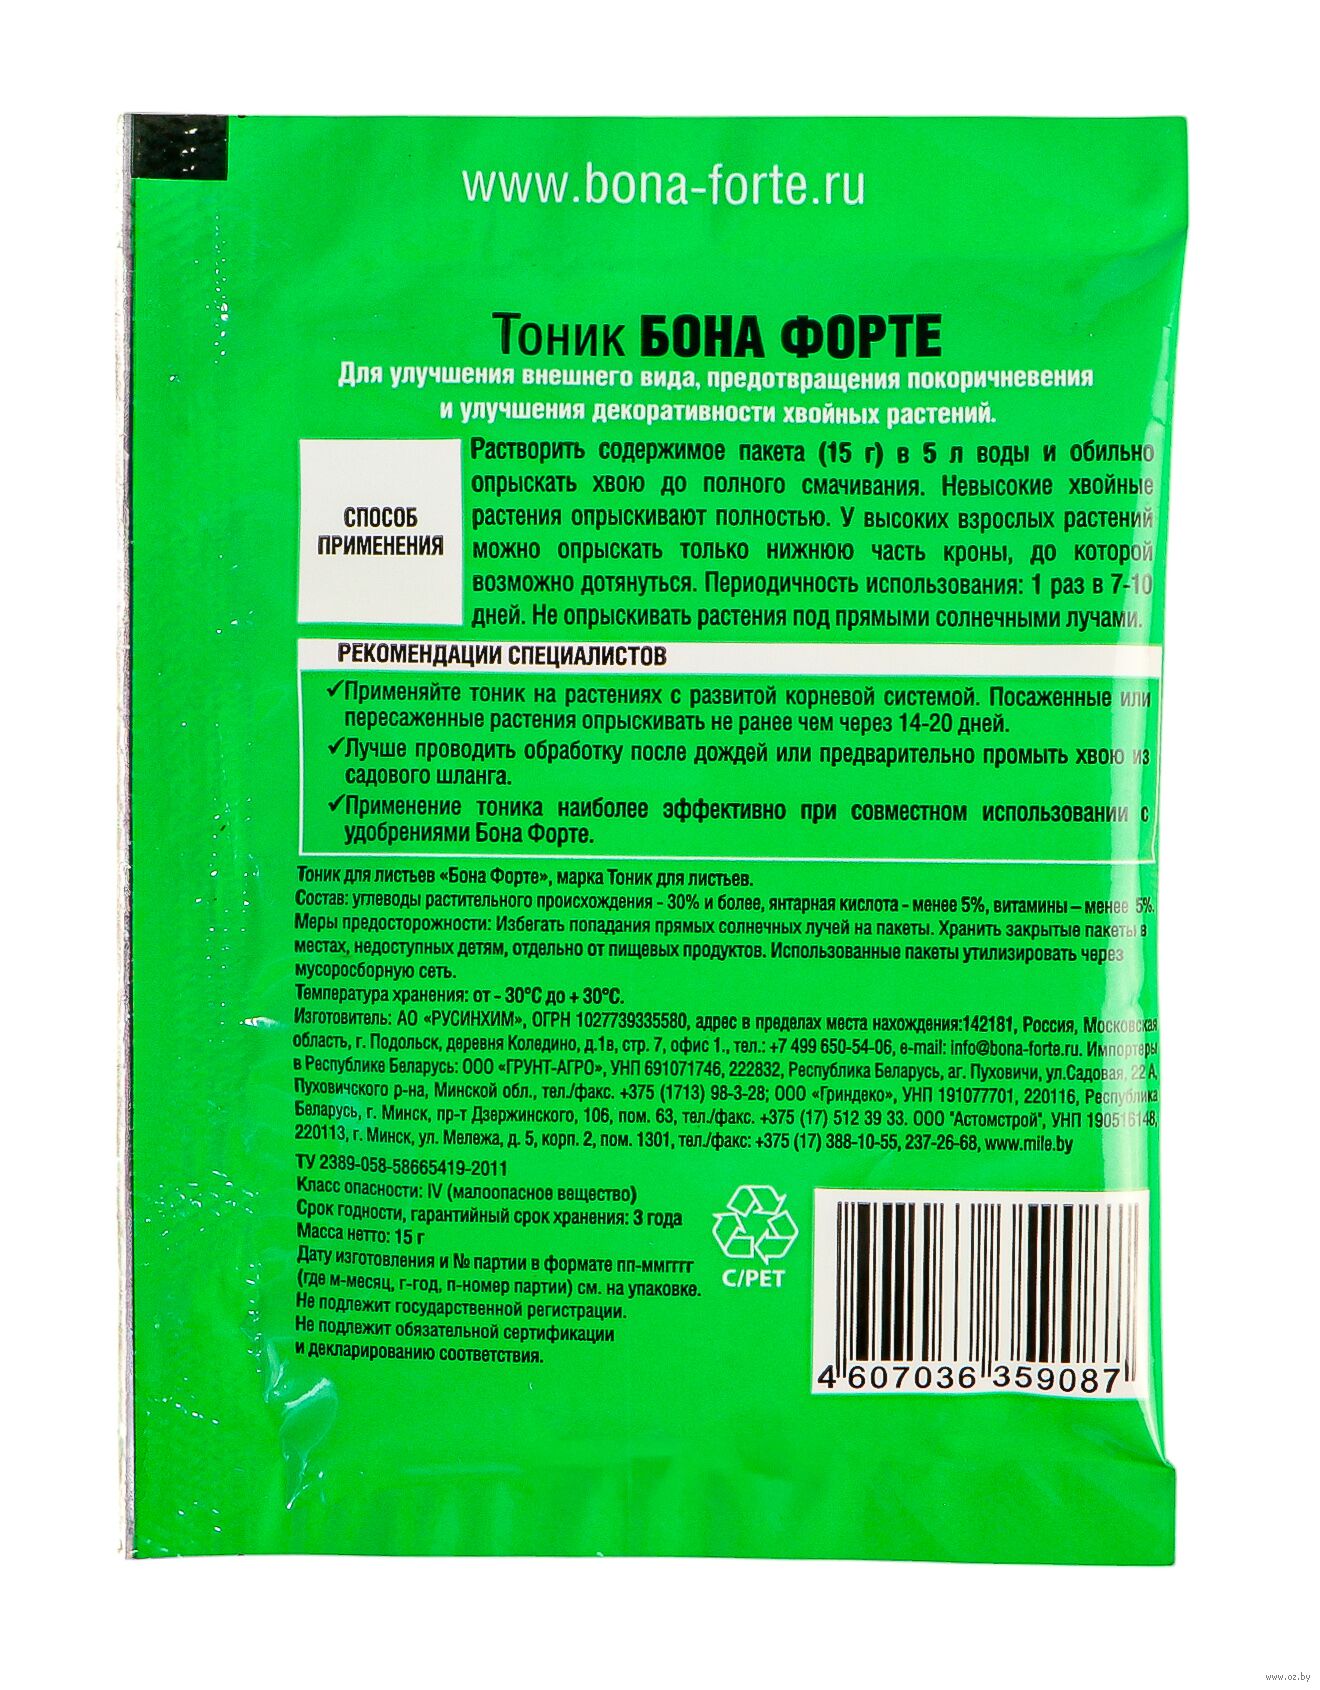 www.bona-forte.ru
Тоник БОНА ФОРТЕ
Для улучшения внешнего вида, предотвращения покоричневения
и улучшения декоративности хвойных растений.
СПОСОБ
ПРИМЕНЕНИЯ
Растворить содержимое пакета (15 г) в 5 л воды и обильно
опрыскать хвою до полного смачивания. Невысокие хвойные
растения опрыскивают полностью. У высоких взрослых растений
можно опрыскать только нижнюю часть кроны, до которой
возможно дотянуться. Периодичность использования: 1 раз в 7-10
дней. Не опрыскивать растения под прямыми солнечными лучами.
РЕКОМЕНДАЦИИ СПЕЦИАЛИСТОВ
✓Применяйте тоник на растениях с развитой корневой системой. Посаженные или
пересаженные растения опрыскивать не ранее чем через 14-20 дней.
✓Лучше проводить обработку после дождей или предварительно промыть хвою из
садового шланга.
✓Применение тоника наиболее эффективно при совместном использовании с
удобрениями Бона Форте.
Тоник для листьев «Бона Форте», марка Тоник для листьев.
Состав: углеводы растительного происхождения - 30% и более, янтарная кислота - менее 5%, витамины – менее 5%.
Меры предосторожности: Избегать попадания прямых солнечных лучей на пакеты. Хранить закрытые пакеты в
местах, недоступных детям, отдельно от пищевых продуктов. Использованные пакеты утилизировать через
мусоросборную сеть.
Температура хранения: от - 30°С до + 30°С.
Изготовитель: АО «РУСИНХИМ», ОГРН 1027739335580, адрес в пределах места нахождения:142181, Россия, Московская
область, г. Подольск, деревня Коледино, д.1в, стр. 7, офис 1., тел.: +7 499 650-54-06, e-mail: info@bona-forte.ru. Импортеры
в Республике Беларусь: ООО «ГРУНТ-АГРО», УНП 691071746, 222832, Республика Беларусь, аг. Пуховичи, ул.Садовая, 22 А,
Пуховичского р-на, Минской обл., тел./факс. +375 (1713) 98-3-28; ООО «Гриндеко», УНП 191077701, 220116, Республика
Беларусь, г. Минск, пр-т Дзержинского, 106, пом. 63, тел./факс. +375 (17) 512 39 33. ООО "Астомстрой", УНП 190516148,
220113, г. Минск, ул. Мележа, д. 5, корп. 2, пом. 1301, тел./факс: +375 (17) 388-10-55, 237-26-68, www.mile.by
ТУ 2389-058-58665419-2011
Класс опасности: IV (малоопасное вещество)
Срок годности, гарантийный срок хранения: 3 года
Масса нетто: 15 г
Дату изготовления и № партии в формате пп-ммгггг
(где м-месяц, г-год, п-номер партии) см. на упаковке.
Не подлежит государственной регистрации.
Не подлежит обязательной сертификации
и декларированию соответствия.
C/PET
4 607036 359087
www.oz.by